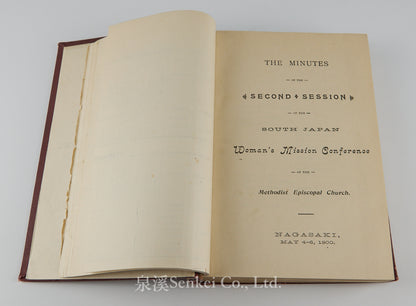 THE MINUTES
OF THE
SECOND SESSION
OF THE
SOUTH JAPAN
Woman's Mission Conference
OF THE
Methodist Episcopal Church.
NAGASAKI,
MAY 4-6, 1900.
泉溪Senkei Co., Ltd.